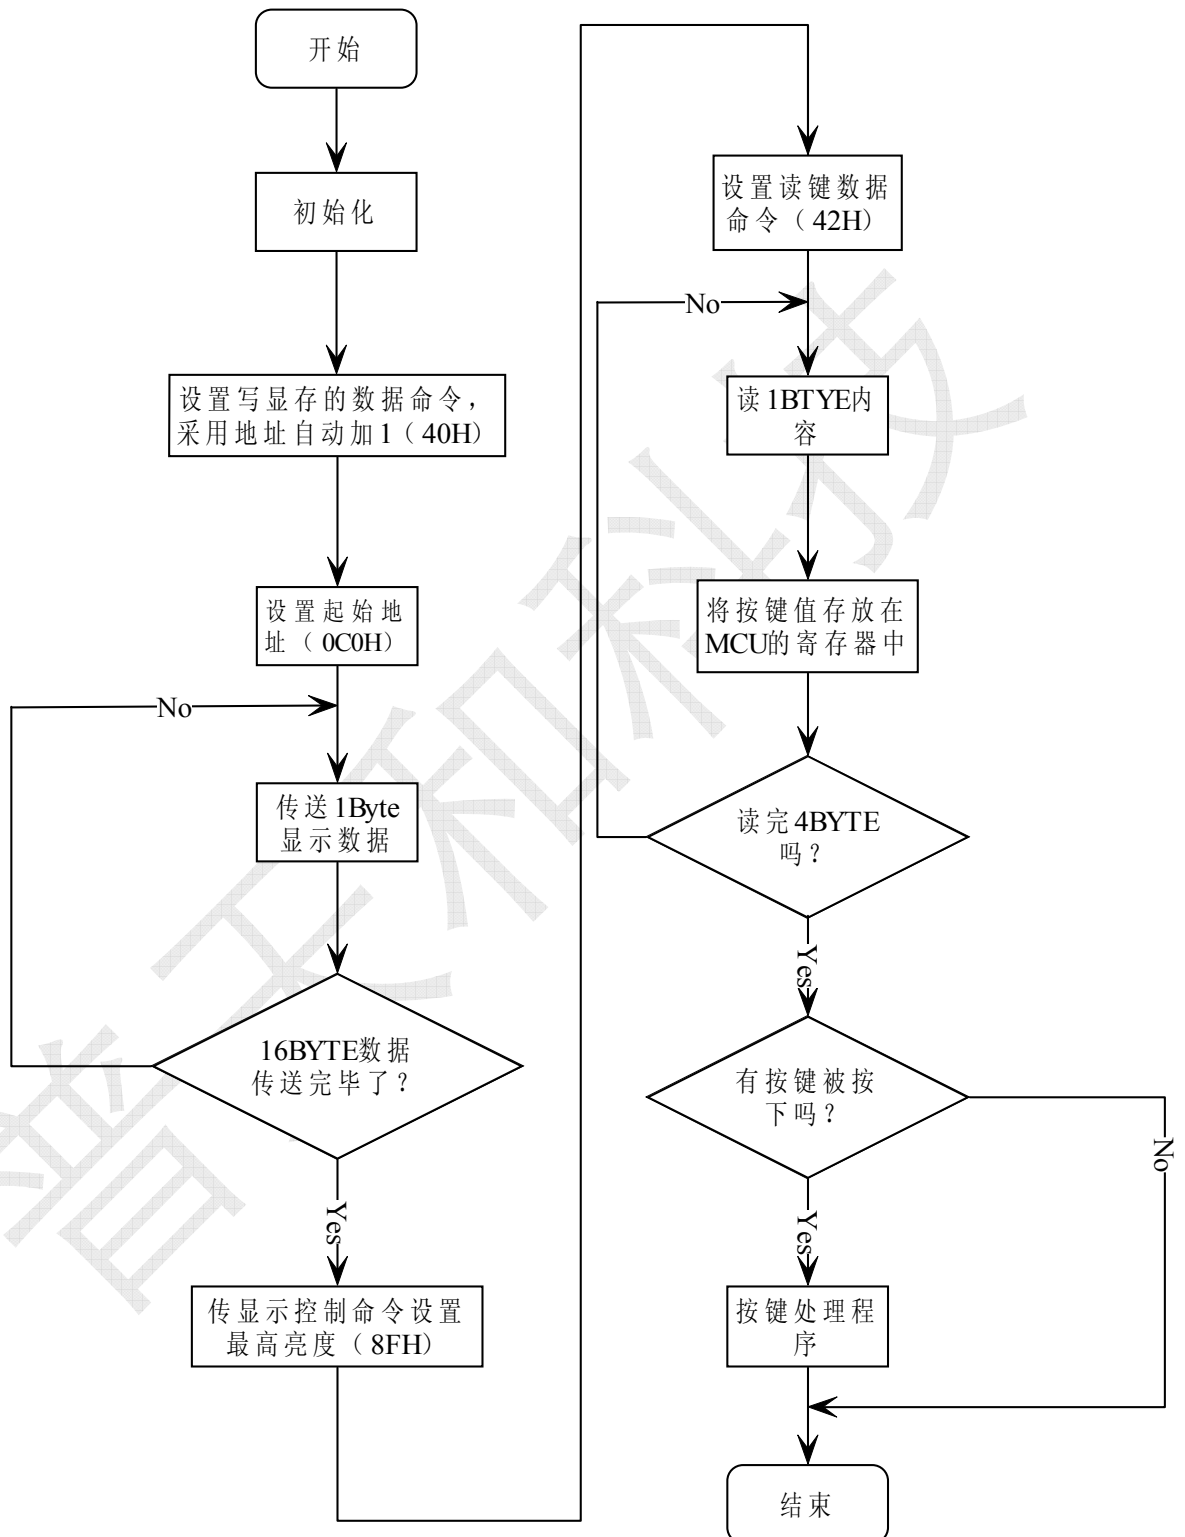 开始
初始化
设置写显存的数据命令，
采用地址自动加1（40H）
设置起始地
址（0C0H）
No
传送1Byte
显示数据
16BYTE数据
传送完毕了？
Yes
传显示控制命令设置
最高亮度（8FH）
设置读键数据
命令（42H）
No
读1BTYE内
容
将按键值存放在
MCU的寄存器中
读完4BYTE
吗？
Yes
有按键被按
下吗？
No
Yes
按键处理程
序
结束
普天和科技